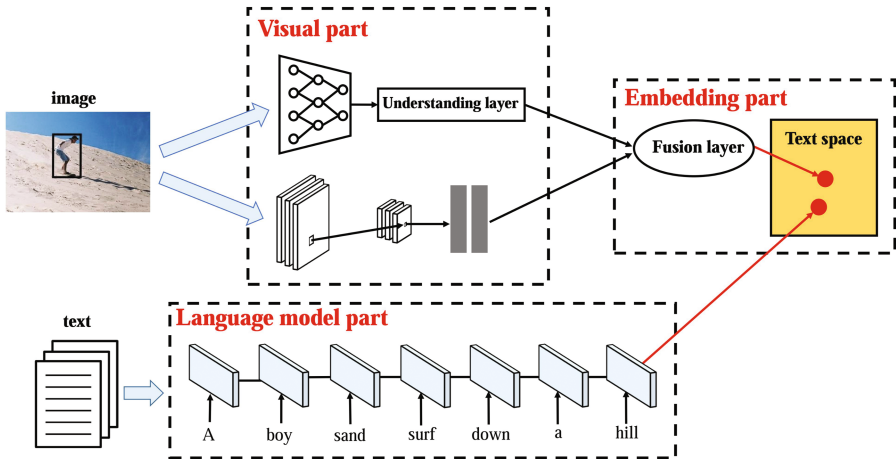 Visual part
image
Understanding layer
Embedding part
Fusion layer
Text space
text
Language model part
A boy sand surf down a hill